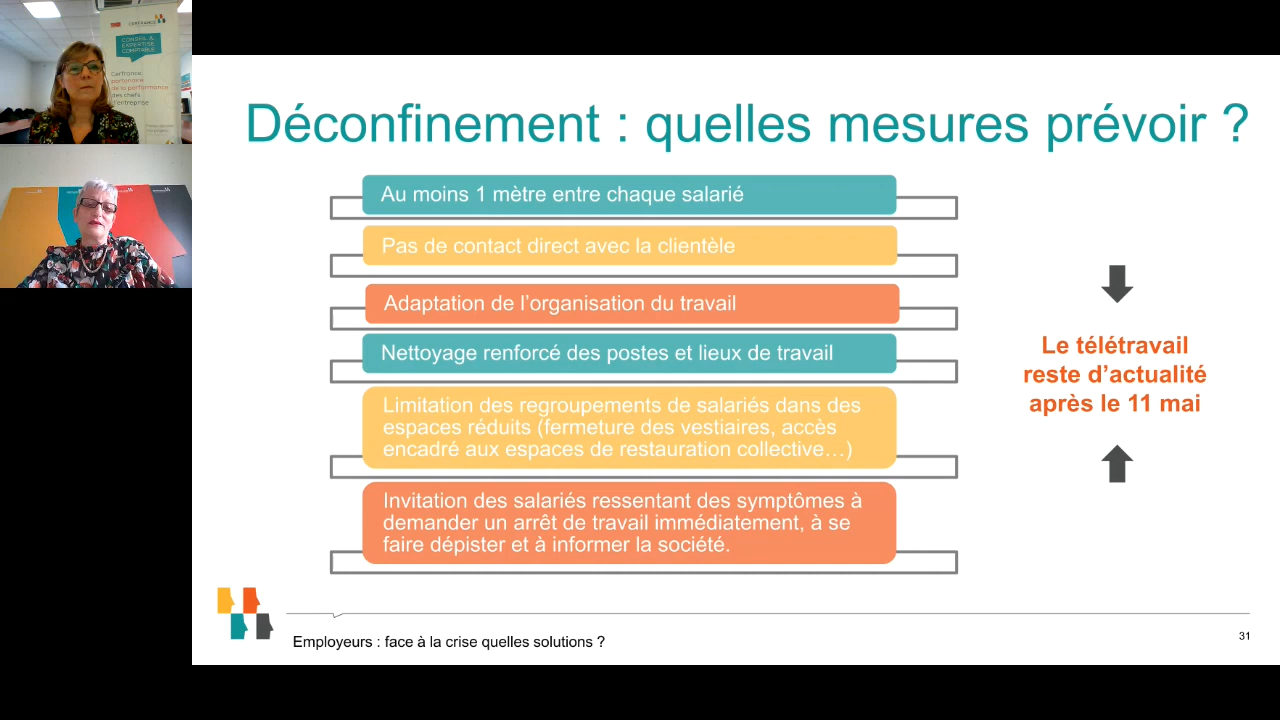 CERFRANCE
CONSEIL &
EXPERTISE
COMPTABLE
Cerfrance,
partenaire
de la performance
des chefs
d'entreprise
Déconfinement : quelles mesures prévoir ?
Au moins 1 mètre entre chaque salarié
Pas de contact direct avec la clientèle
Adaptation de l’organisation du travail
Nettoyage renforcé des postes et lieux de travail
Limitation des regroupements de salariés dans des
espaces réduits (fermeture des vestiaires, accès
encadré aux espaces de restauration collective…)
Invitation des salariés ressentant des symptômes à
demander un arrêt de travail immédiatement, à se
faire dépister et à informer la société.
Le télétravail
reste d’actualité
après le 11 mai
Employeurs : face à la crise quelles solutions ?
31